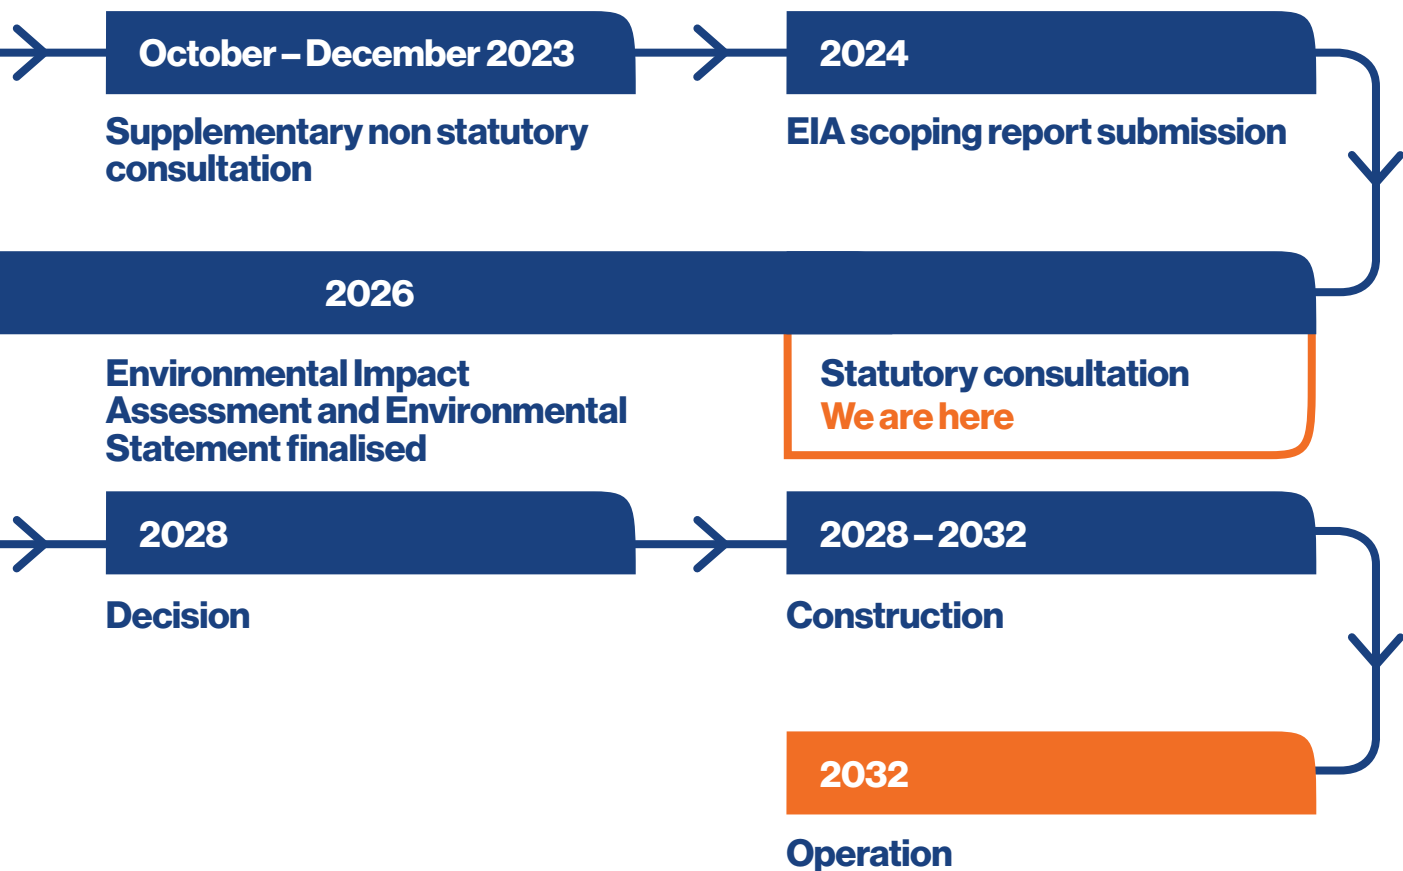 October – December 2023
2024
Supplementary non statutory
consultation
EIA scoping report submission
2026
Environmental Impact
Assessment and Environmental
Statement finalised
Statutory consultation
We are here
2028
2028 – 2032
Decision
Construction
2032
Operation